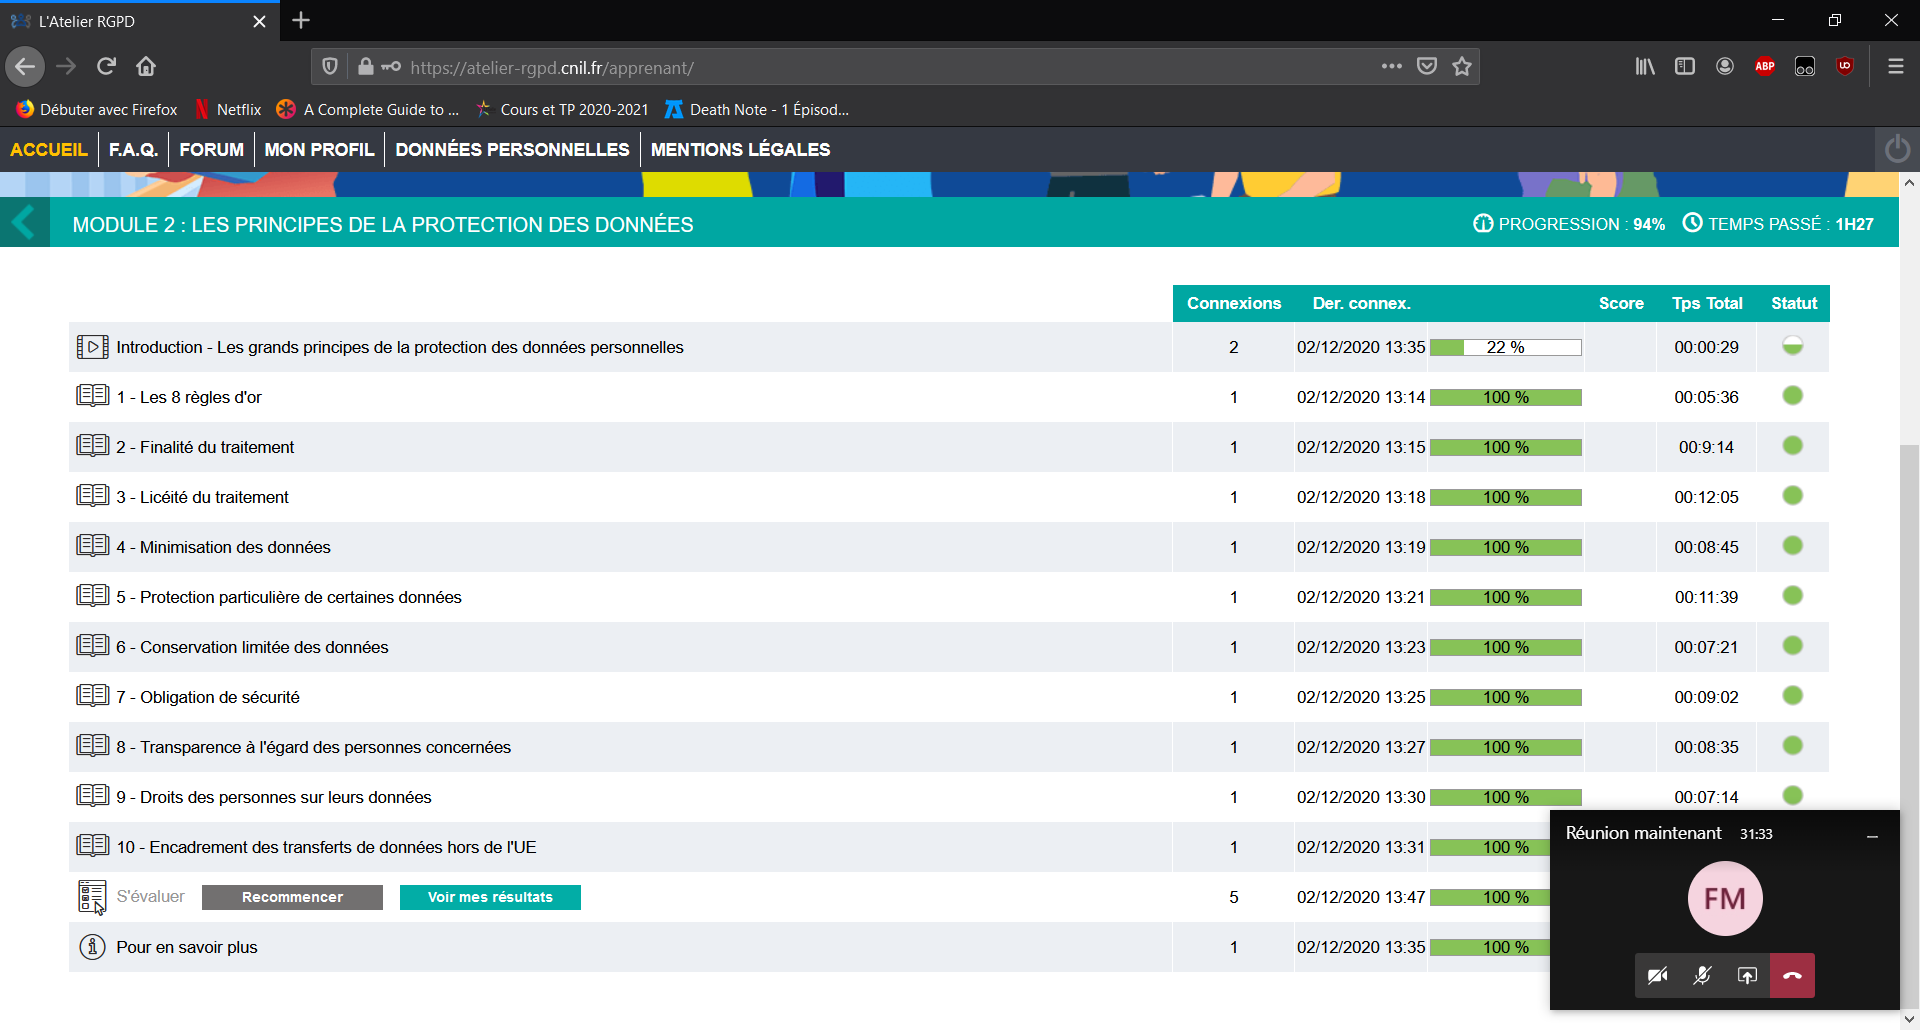 L'Atelier RGPD
https://atelier-rgpd.cnil.fr/apprenant/
ABP
Débuter avec Firefox Netflix A Complete Guide to ... Cours et TP 2020-2021 Death Note - 1 Épisod...
ACCUEIL F.A.Q. FORUM MON PROFIL DONNÉES PERSONNELLES MENTIONS LÉGALES
MODULE 2 : LES PRINCIPES DE LA PROTECTION DES DONNÉES PROGRESSION : 94% TEMPS PASSÉ : 1H27
Connexions Der. connex. Score Tps Total Statut
Introduction - Les grands principes de la protection des données personnelles 2 02/12/2020 13:35 22 % 00:00:29
1 - Les 8 règles d'or 1 02/12/2020 13:14 100 % 00:05:36
2 - Finalité du traitement 1 02/12/2020 13:15 100 % 00:9:14
3 - Licéité du traitement 1 02/12/2020 13:18 100 % 00:12:05
4 - Minimisation des données 1 02/12/2020 13:19 100 % 00:08:45
5 - Protection particulière de certaines données 1 02/12/2020 13:21 100 % 00:11:39
6 - Conservation limitée des données 1 02/12/2020 13:23 100 % 00:07:21
7 - Obligation de sécurité 1 02/12/2020 13:25 100 % 00:09:02
8 - Transparence à l'égard des personnes concernées 1 02/12/2020 13:27 100 % 00:08:35
9 - Droits des personnes sur leurs données 1 02/12/2020 13:30 100 % 00:07:14
10 - Encadrement des transferts de données hors de l'UE 1 02/12/2020 13:31 100 %
S'évaluer Recommencer Voir mes résultats 5 02/12/2020 13:47 100 %
Pour en savoir plus 1 02/12/2020 13:35 100 %
Réunion maintenant 31:33
FM